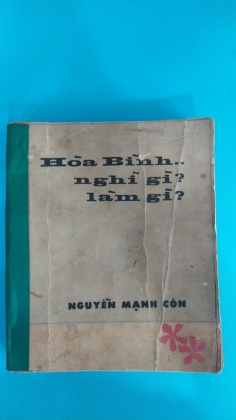 Hòa Bình..
nghĩ gì?
làm gì?
NGUYỄN MẠNH CÔN